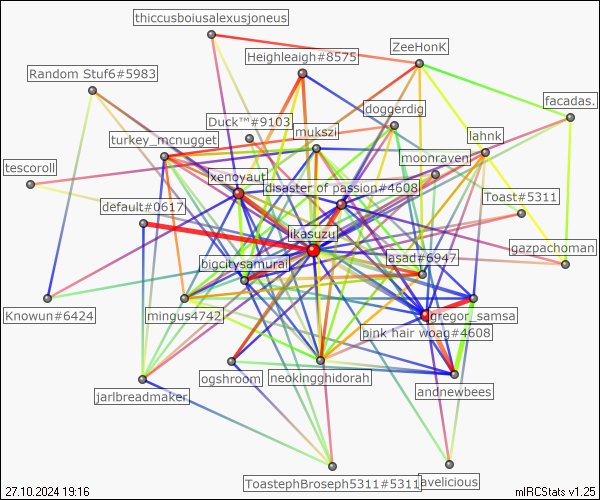 thiccusboiusalexusjoneus
ZeeHonK
Heighleaigh#8575
Random Stuf6#5983
facadas.
doggerdig
Duck™#9103
mukszi
lahnk
turkey_mcnugget
moonrayen
tescoroll
xenoyaut
disaster of passion#4608
Toast#5311
default#0617
likasuzu
gazpachoman
asad#6947
bigcitysamurai
Knowun#6424
mingus4742
gregor_samsa
pink hair woag#4608
ogshroom
neokingghidorah
andnewbees
jarlbreadmaker
ToastephBroseph5311#5311
avelicious
27.10.2024 19:16
mIRCStats v1.25